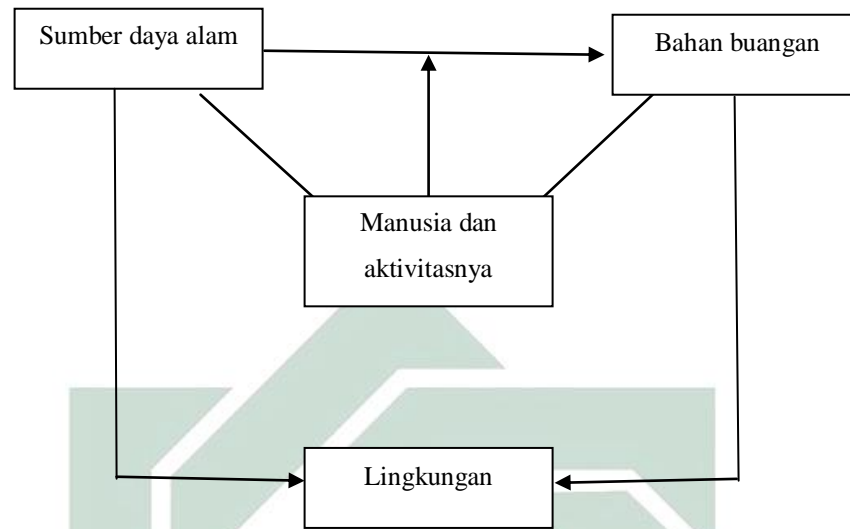 Sumber daya alam
Bahan buangan
Manusia dan
aktivitasnya
Lingkungan